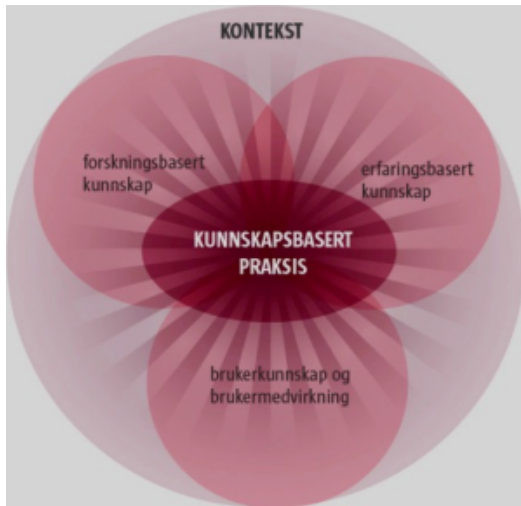 KONTEKST
forskningsbasert
kunnskap
erfaringsbasert
kunnskap
KUNNSKAPSBASERT
PRAKSIS
brukerkunnskap og
brukermedvirkning